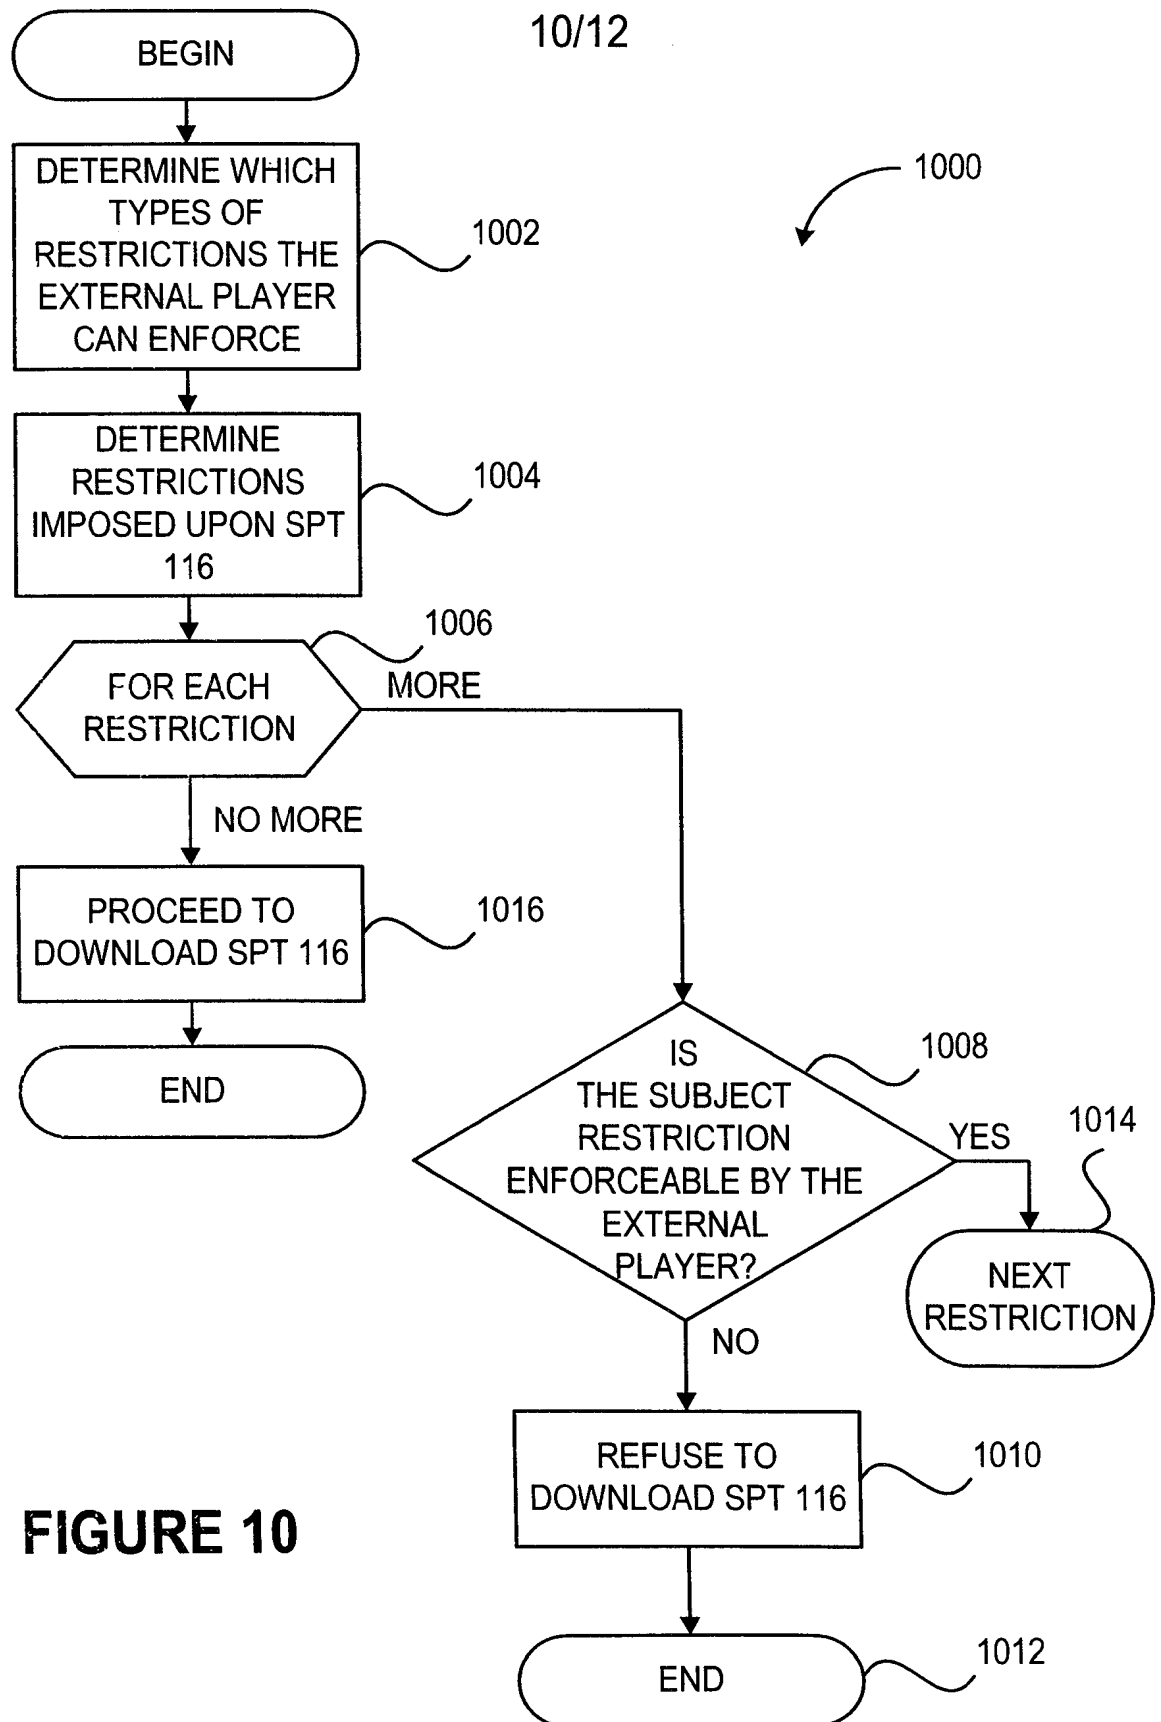 10/12
BEGIN
1000
DETERMINE WHICH
TYPES OF
RESTRICTIONS THE
EXTERNAL PLAYER
CAN ENFORCE
1002
DETERMINE
RESTRICTIONS
IMPOSED UPON SPT
116
1004
1006
FOR EACH
RESTRICTION
MORE
NO MORE
PROCEED TO
DOWNLOAD SPT 116
1016
END
IS
THE SUBJECT
RESTRICTION
ENFORCEABLE BY THE
EXTERNAL
PLAYER?
1008
YES
1014
NEXT
RESTRICTION
NO
REFUSE TO
DOWNLOAD SPT 116
1010
FIGURE 10
END
1012